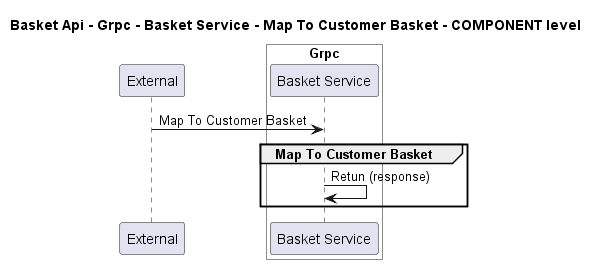 Basket Api - Grpc - Basket Service - Map To Customer Basket - COMPONENT level
Grpc
External
Basket Service
Map To Customer Basket
Map To Customer Basket
Retun (response)
External
Basket Service